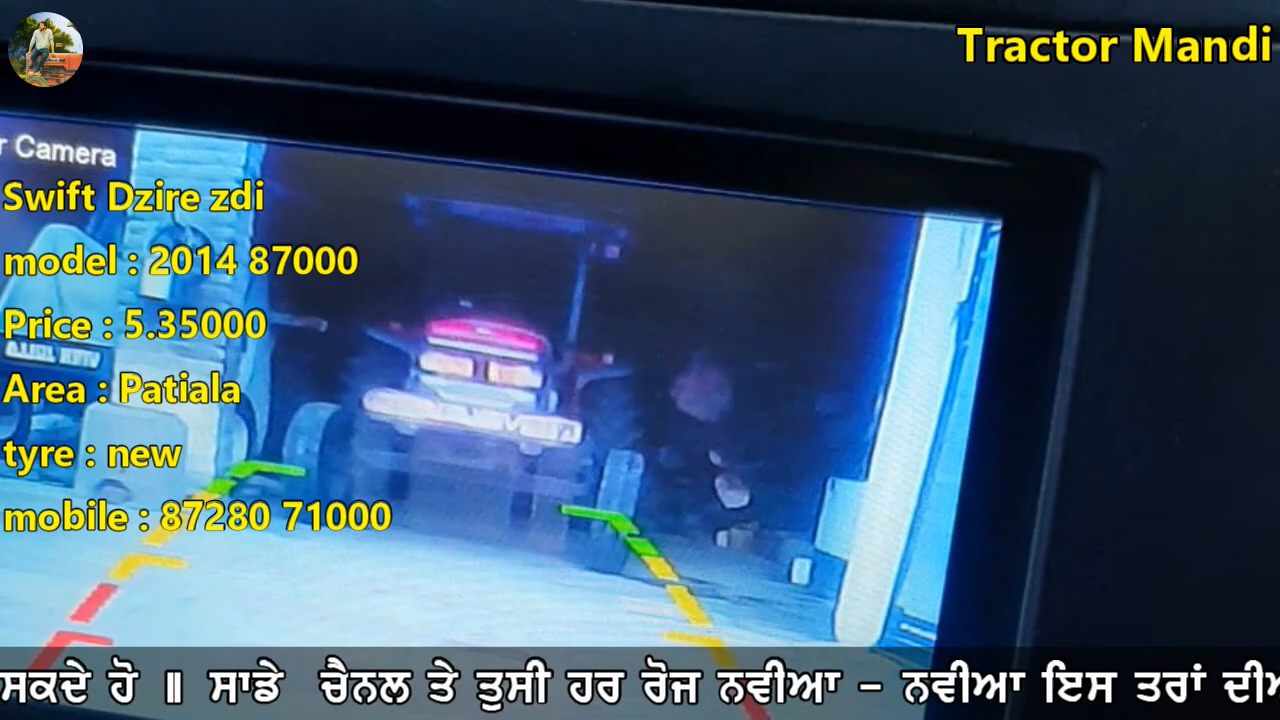 Tractor Mandi
r Camera
Swift Dzire zdi
model : 2014 87000
Price : 5.35000
Area : Patiala
tyre : new
mobile : 87280 71000
ਸਕਦੇ ਹੋ ॥ ਸਾਡੇ ਚੈਨਲ ਤੇ ਤੁਸੀ ਹਰ ਰੋਜ ਨਵੀਆ - ਨਵੀਆ ਇਸ ਤਰਾਂ ਦੀਆ